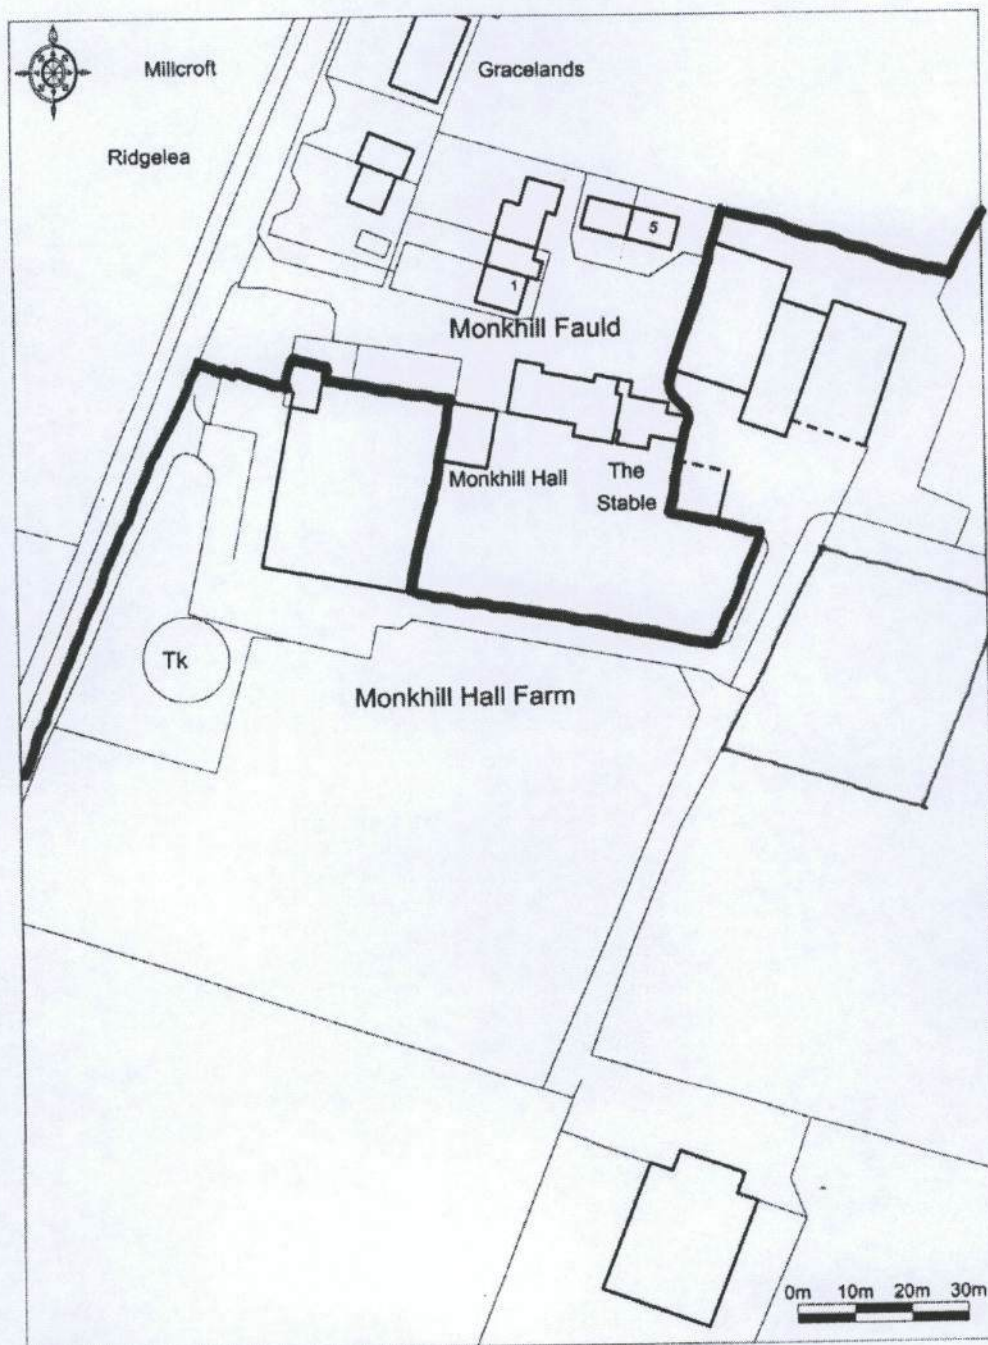 Millcroft
Gracelands
Ridgelea
5
1
Monkhill Fauld
Monkhill Hall
The
Stable
Tk
Monkhill Hall Farm
0m 10m 20m 30m